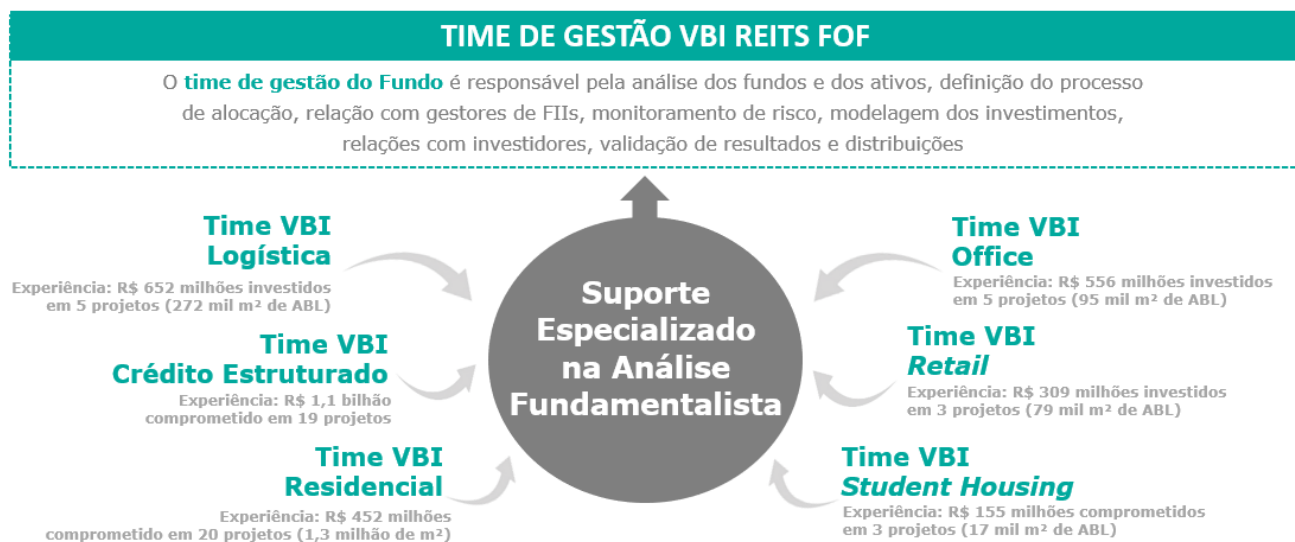 TIME DE GESTÃO VBI REITS FOF
O time de gestão do Fundo é responsável pela análise dos fundos e dos ativos, definição do processo
de alocação, relação com gestores de FIIs, monitoramento de risco, modelagem dos investimentos,
relações com investidores, validação de resultados e distribuições
Time VBI
Logística
Experiência: R$ 652 milhões investidos
em 5 projetos (272 mil m² de ABL)
Time VBI
Crédito Estruturado
Experiência: R$ 1,1 bilhão
comprometido em 19 projetos
Time VBI
Residencial
Experiência: R$ 452 milhões
comprometido em 20 projetos (1,3 milhão de m²)
Suporte
Especializado
na Análise
Fundamentalista
Time VBI
Office
Experiência: R$ 556 milhões investidos
em 5 projetos (95 mil m² de ABL)
Time VBI
Retail
Experiência: R$ 309 milhões investidos
em 3 projetos (79 mil m² de ABL)
Time VBI
Student Housing
Experiência: R$ 155 milhões comprometidos
em 3 projetos (17 mil m² de ABL)